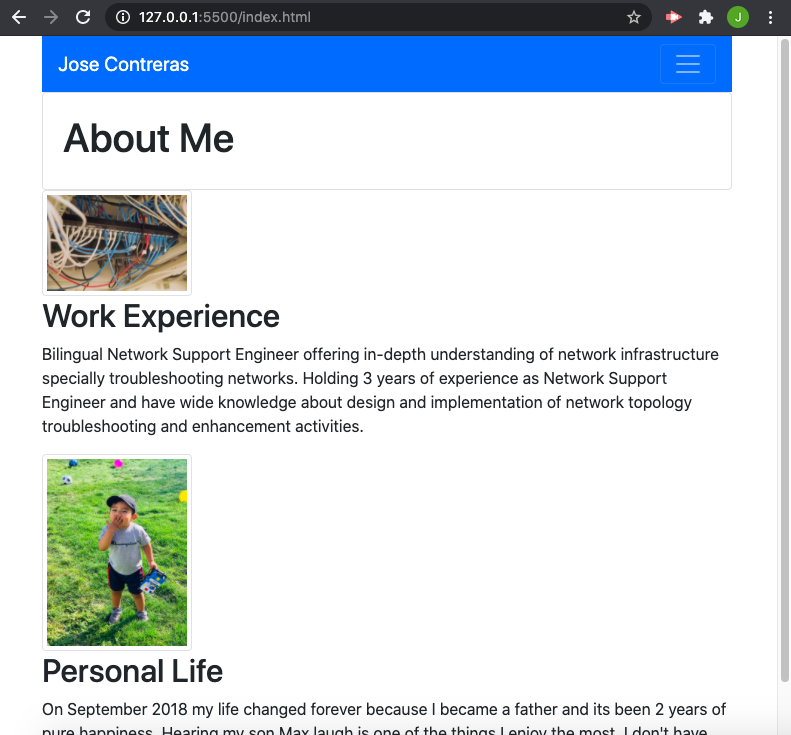 127.0.0.1:5500/index.html
J
Jose Contreras
About Me
Work Experience
Bilingual Network Support Engineer offering in-depth understanding of network infrastructure
specially troubleshooting networks. Holding 3 years of experience as Network Support
Engineer and have wide knowledge about design and implementation of network topology
troubleshooting and enhancement activities.
Personal Life
On September 2018 my life changed forever because I became a father and its been 2 years of
pure happiness. Hearing my son Max laugh is one of the things I enjoy the most. I don't have